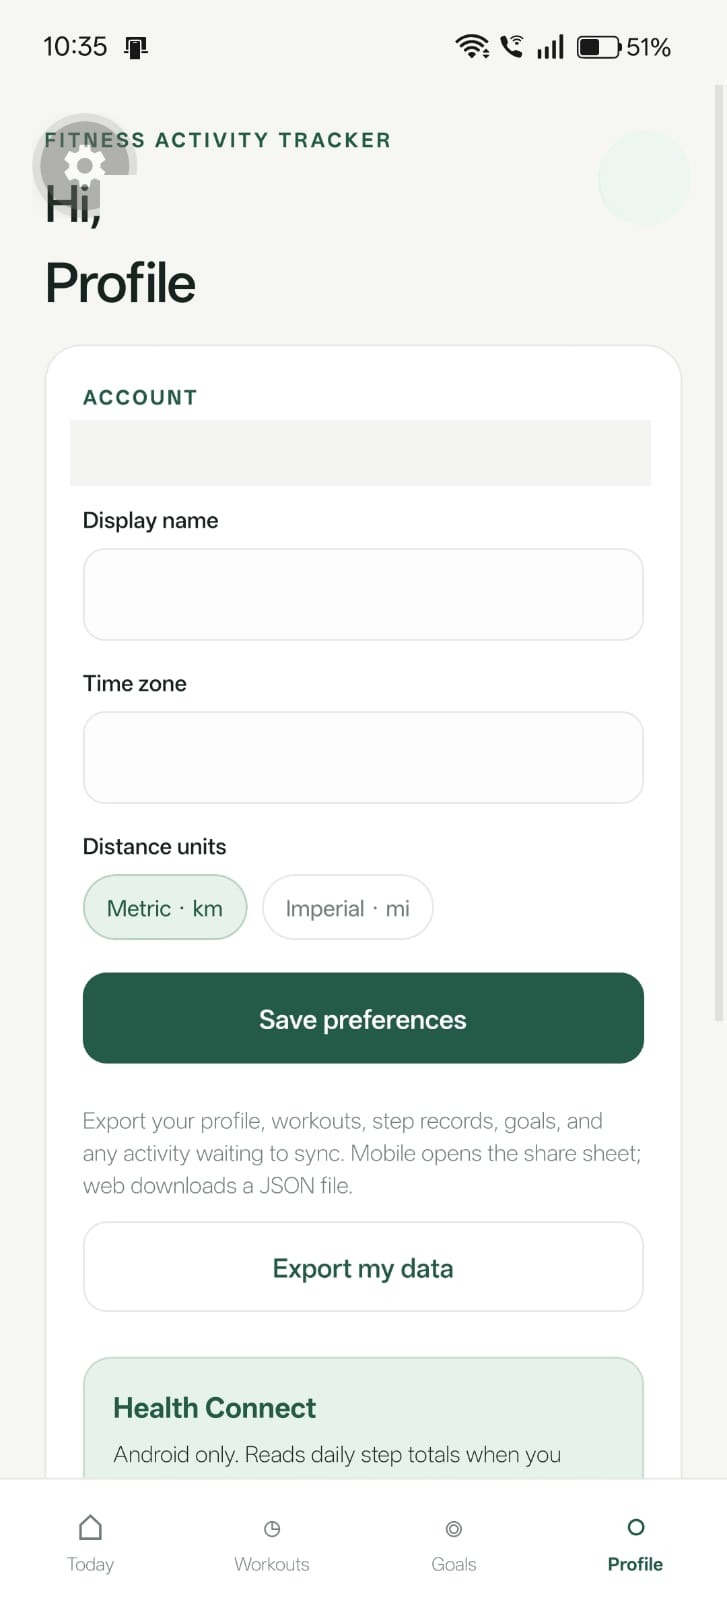 10:35
51%
FITNESS ACTIVITY TRACKER
Hi,
Profile
ACCOUNT
Display name
Time zone
Distance units
Metric · km
Imperial · mi
Save preferences
Export your profile, workouts, step records, goals, and
any activity waiting to sync. Mobile opens the share sheet;
web downloads a JSON file.
Export my data
Health Connect
Android only. Reads daily step totals when you
Today
Workouts
Goals
Profile